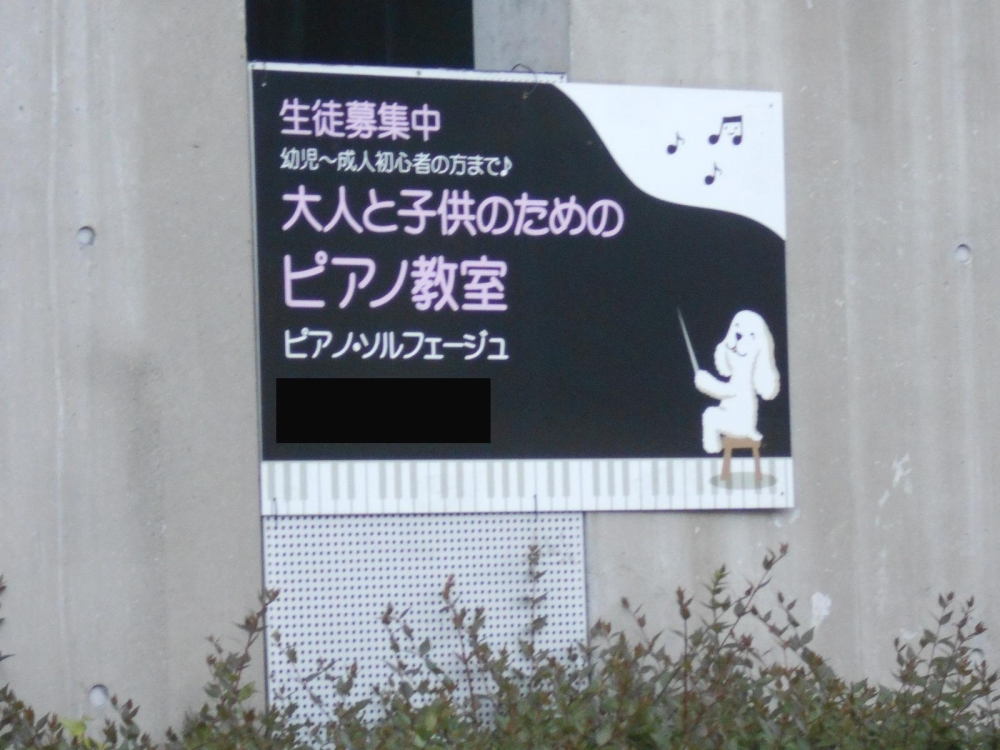 生徒募集中
幼児〜成人初心者の方まで♪
大人と子供のための
ピアノ教室
ピアノ・ソルフェージュ